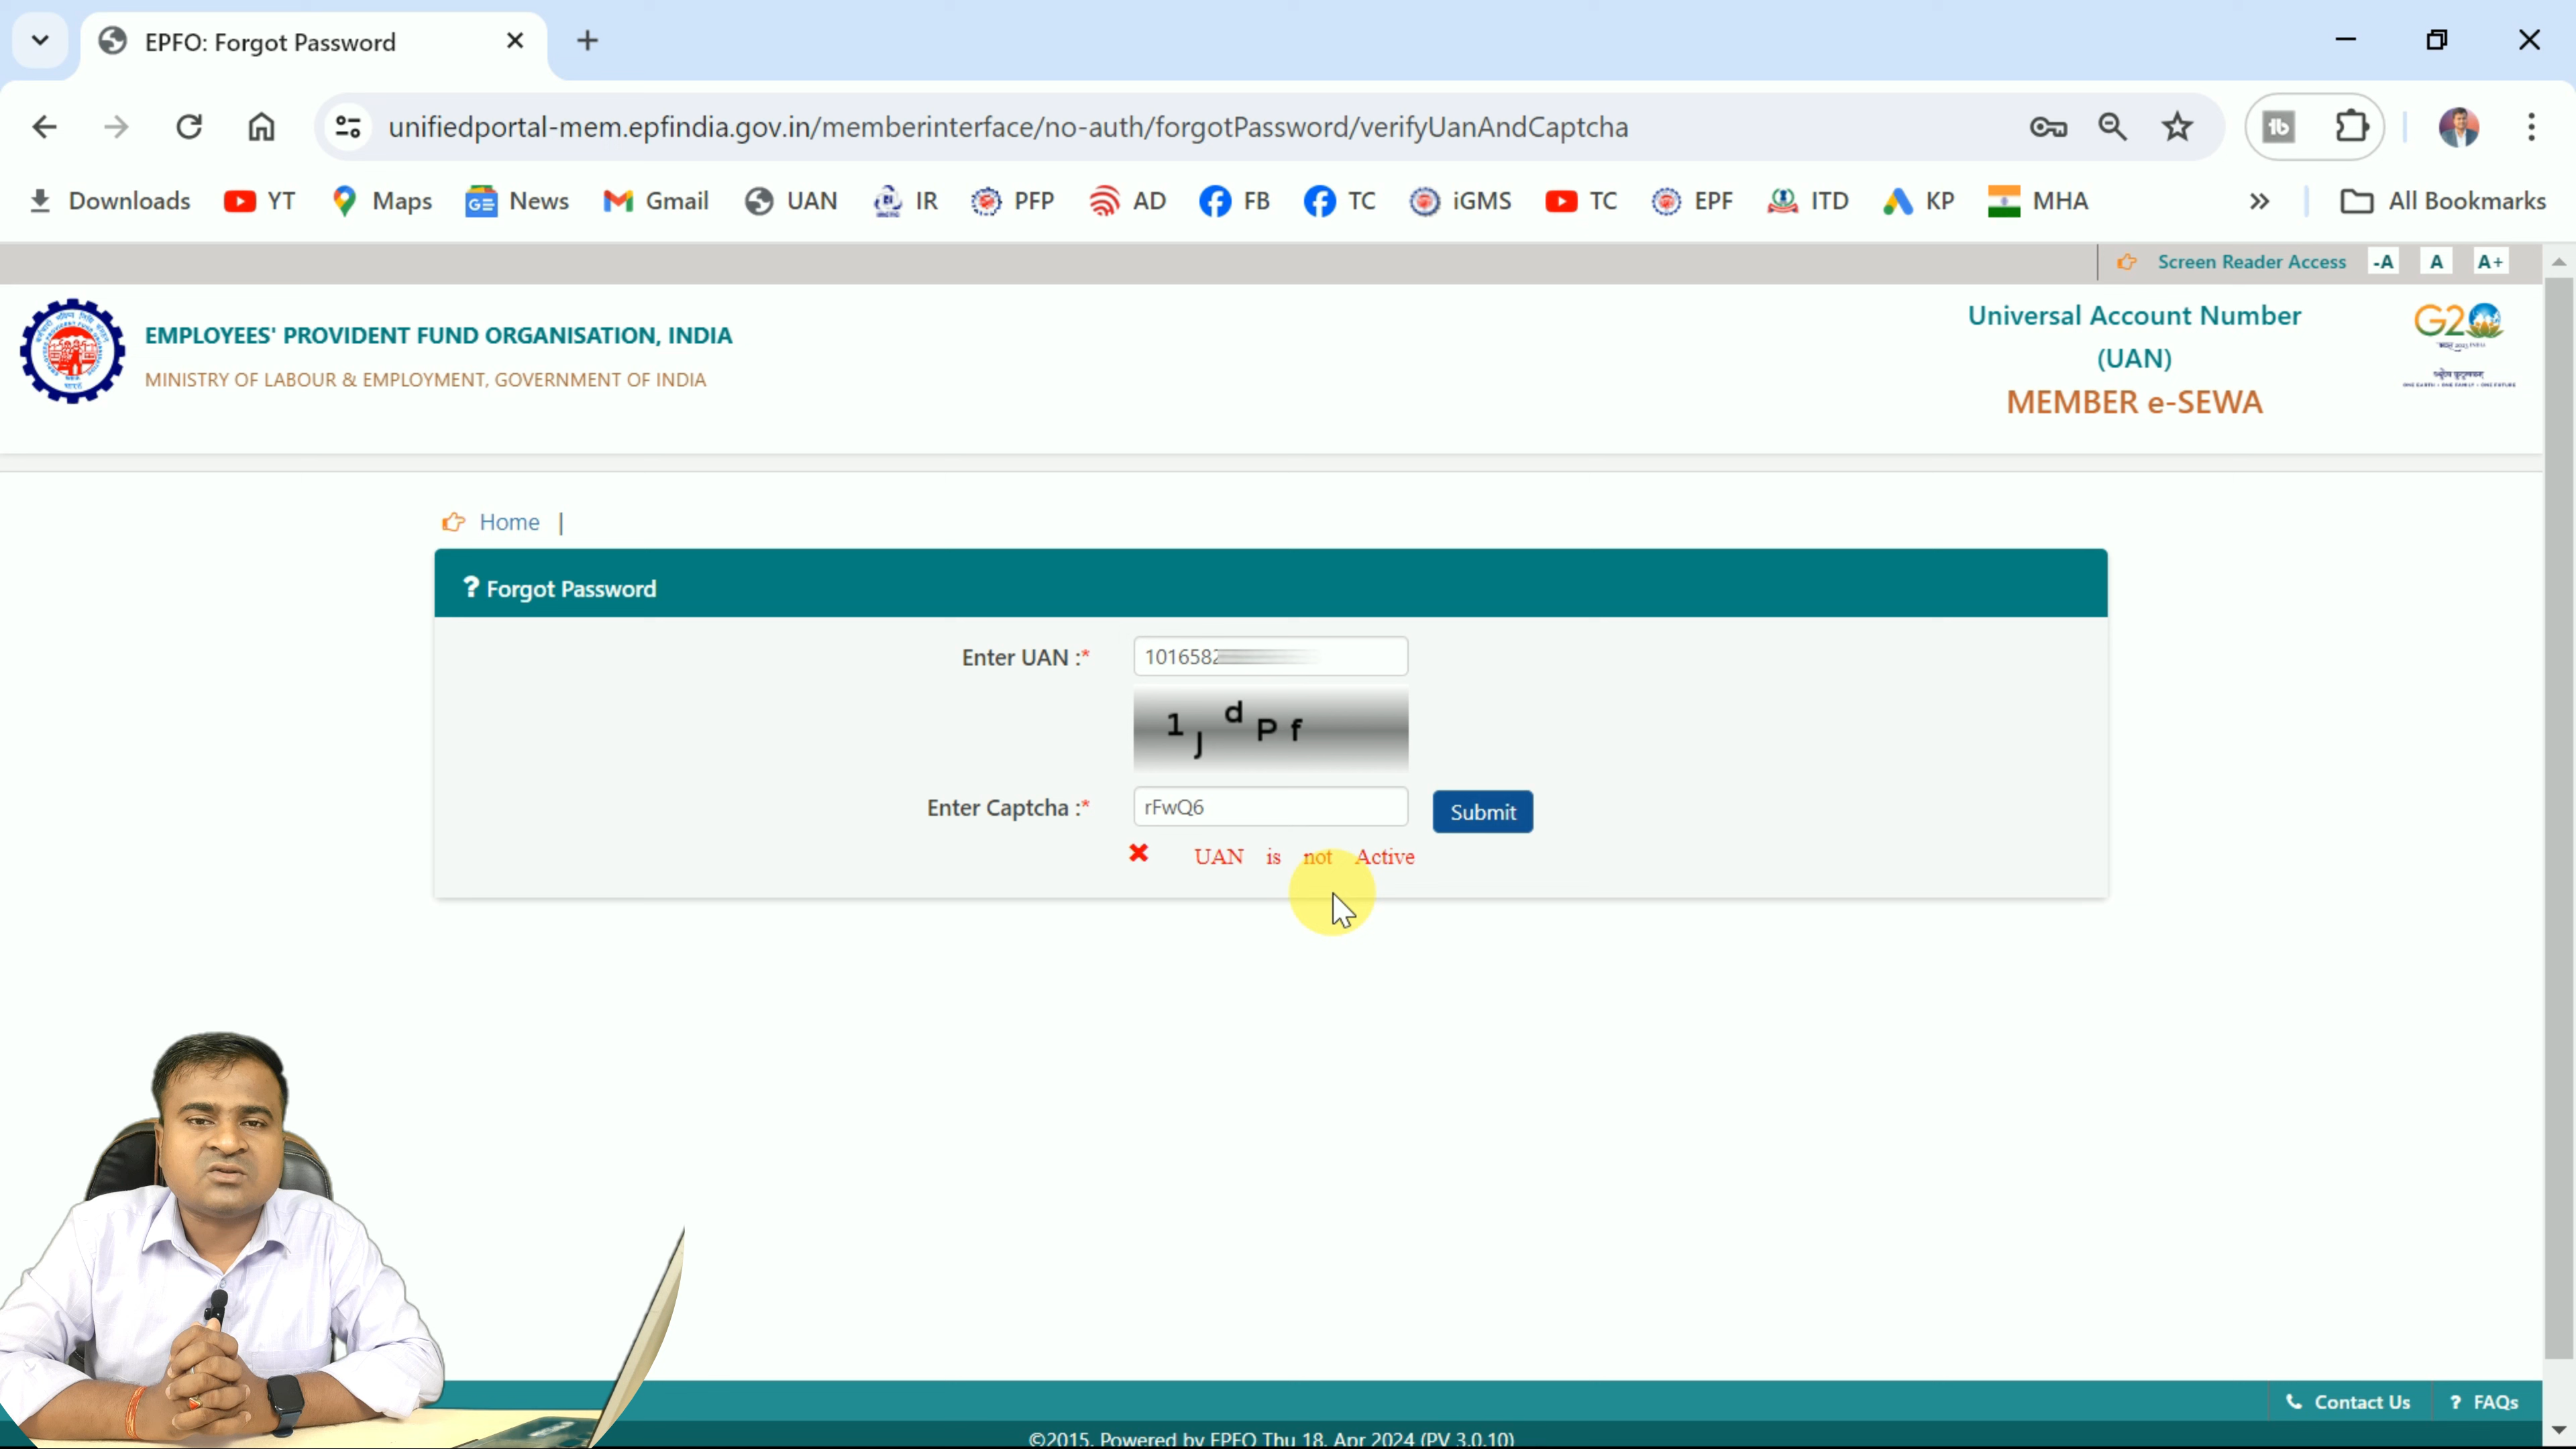 EPFO: Forgot Password
unifiedportal-mem.epfindia.gov.in/memberinterface/no-auth/forgotPassword/verifyUanAndCaptcha
Downloads YT Maps News Gmail UAN IR PFP AD FB TC iGMS TC EPF ITD KP MHA » All Bookmarks
Screen Reader Access -A A A+
EMPLOYEES' PROVIDENT FUND ORGANISATION, INDIA
MINISTRY OF LABOUR & EMPLOYMENT, GOVERNMENT OF INDIA
Universal Account Number
(UAN)
MEMBER e-SEWA
G20
Home |
? Forgot Password
Enter UAN :* 101658
1 J d P f
Enter Captcha :* rFwQ6 Submit
UAN is not Active
Contact Us ? FAQs
©2015. Powered by EPFO Thu 18. Apr 2024 (PV 3.0.10)